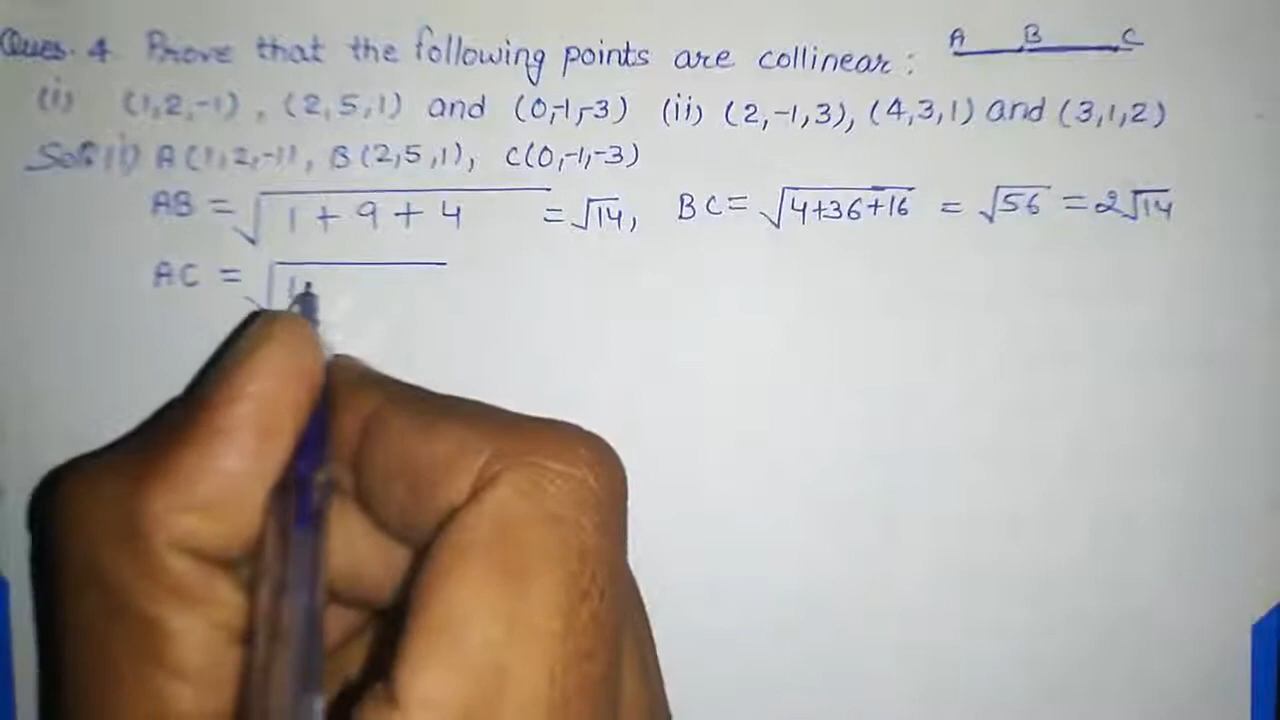 Ques. 4 Prove that the following points are collinear: A B C
(i) (1,2,-1), (2,5,1) and (0,-1,-3) (ii) (2,-1,3), (4,3,1) and (3,1,2)
Sol: (i) A(1,2,-1), B(2,5,1), C(0,-1,-3)
AB = √1+9+4 = √14, BC = √4+36+16 = √56 = 2√14
AC = √1